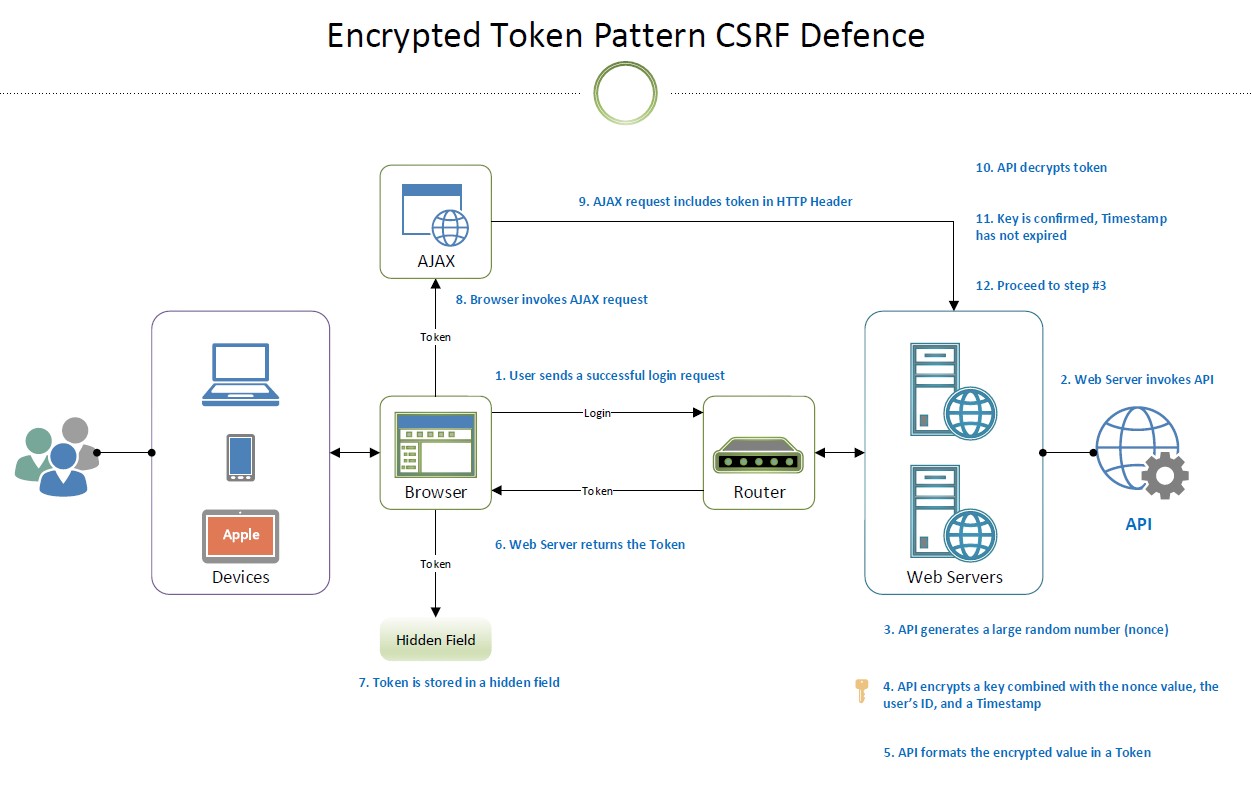 Encrypted Token Pattern CSRF Defence
10. API decrypts token
9. AJAX request includes token in HTTP Header
11. Key is confirmed, Timestamp
has not expired
AJAX
12. Proceed to step #3
8. Browser invokes AJAX request
Token
1. User sends a successful login request
2. Web Server invokes API
Login
Browser
Token
Router
Apple
Devices
API
6. Web Server returns the Token
Token
Web Servers
Hidden Field
3. API generates a large random number (nonce)
7. Token is stored in a hidden field
4. API encrypts a key combined with the nonce value, the
user's ID, and a Timestamp
5. API formats the encrypted value in a Token